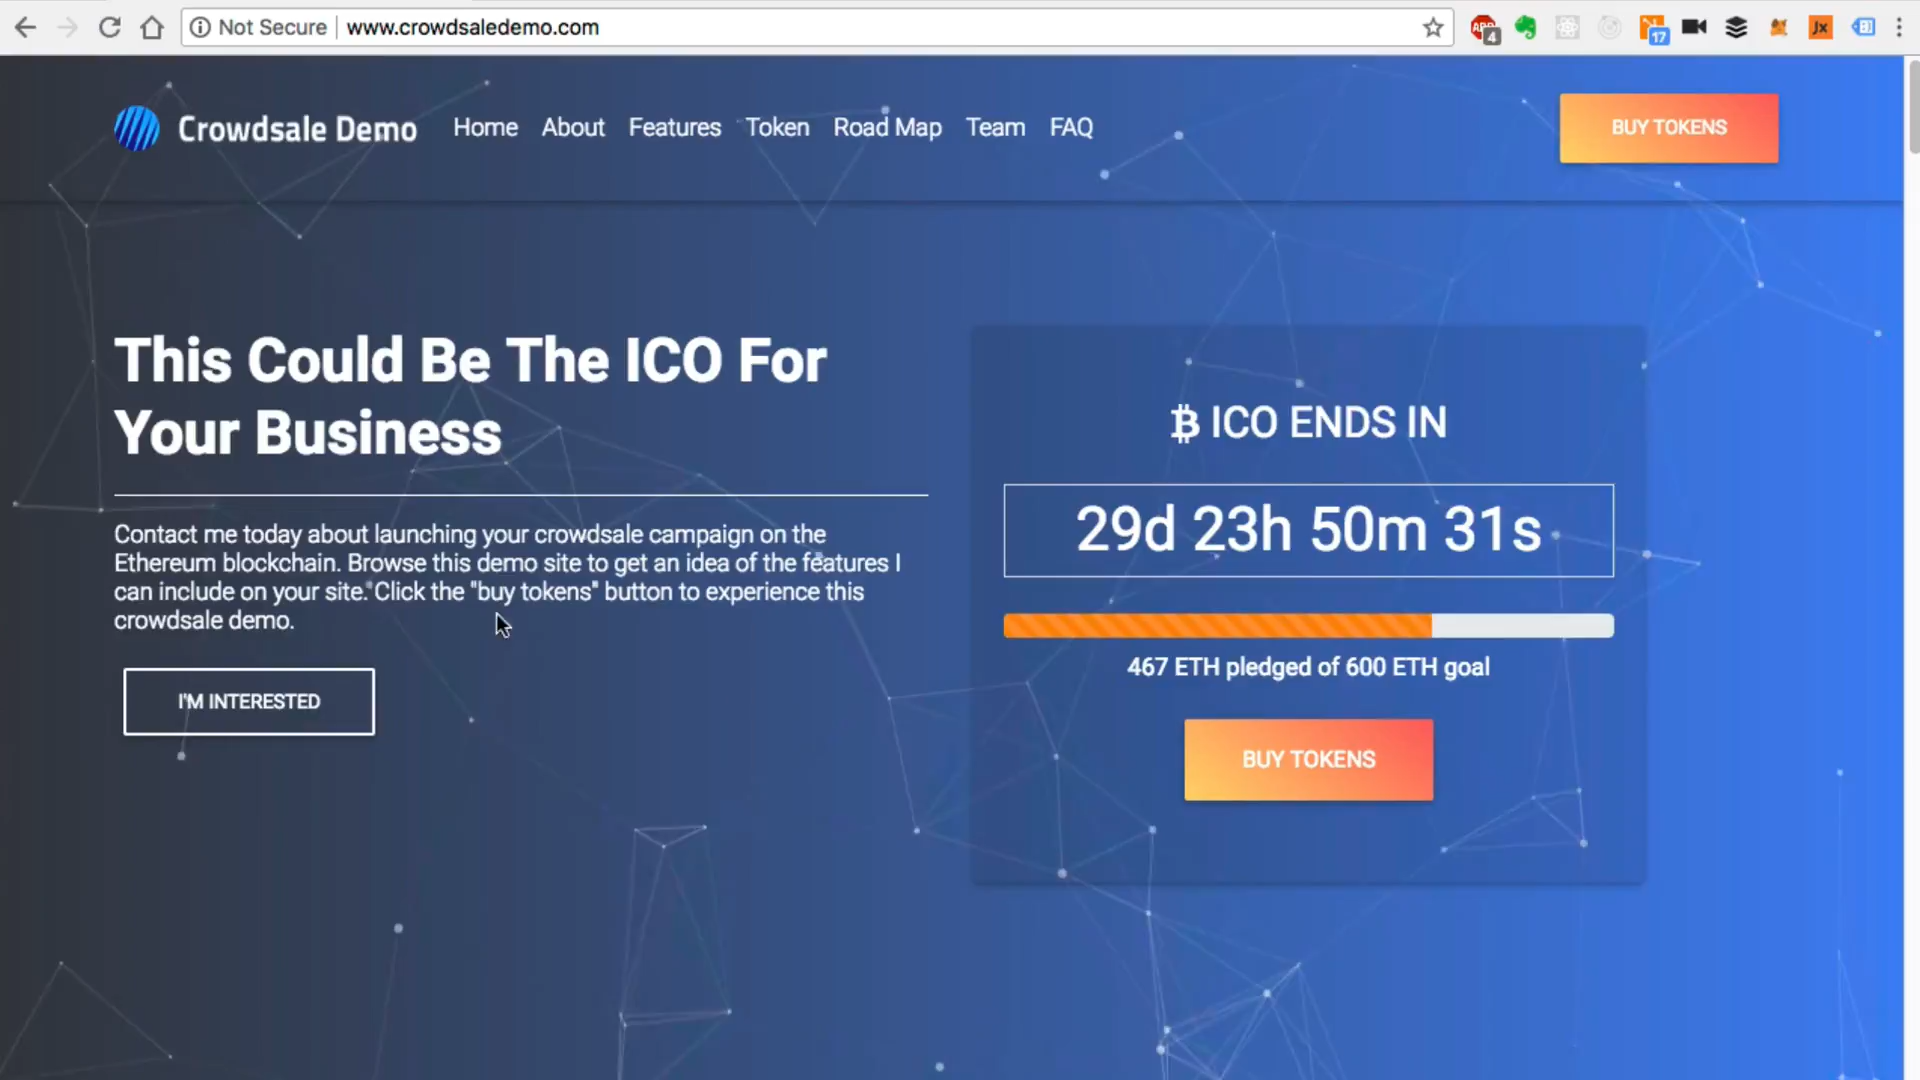 Not Secure
www.crowdsaledemo.com
4
17
Jx
Crowdsale Demo
Home About Features Token Road Map Team FAQ
BUY TOKENS
This Could Be The ICO For
Your Business
Contact me today about launching your crowdsale campaign on the
Ethereum blockchain. Browse this demo site to get an idea of the features I
can include on your site. Click the "buy tokens" button to experience this
crowdsale demo.
I'M INTERESTED
ICO ENDS IN
29d 23h 50m 31s
467 ETH pledged of 600 ETH goal
BUY TOKENS